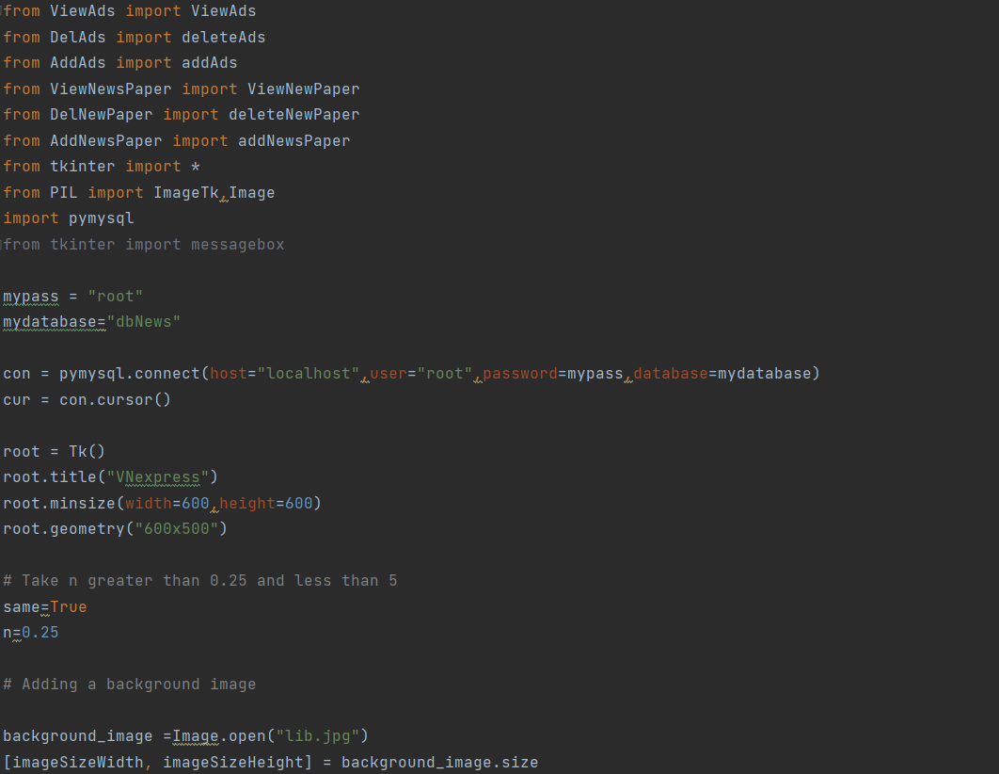 from ViewAds import ViewAds
from DelAds import deleteAds
from AddAds import addAds
from ViewNewsPaper import ViewNewPaper
from DelNewPaper import deleteNewPaper
from AddNewsPaper import addNewsPaper
from tkinter import *
from PIL import ImageTk,Image
import pymysql
from tkinter import messagebox
mypass = "root"
mydatabase="dbNews"
con = pymysql.connect(host="localhost",user="root",password=mypass,database=mydatabase)
cur = con.cursor()
root = Tk()
root.title("VNexpress")
root.minsize(width=600,height=600)
root.geometry("600x500")
# Take n greater than 0.25 and less than 5
same=True
n=0.25
# Adding a background image
background_image =Image.open("lib.jpg")
[imageSizeWidth, imageSizeHeight] = background_image.size